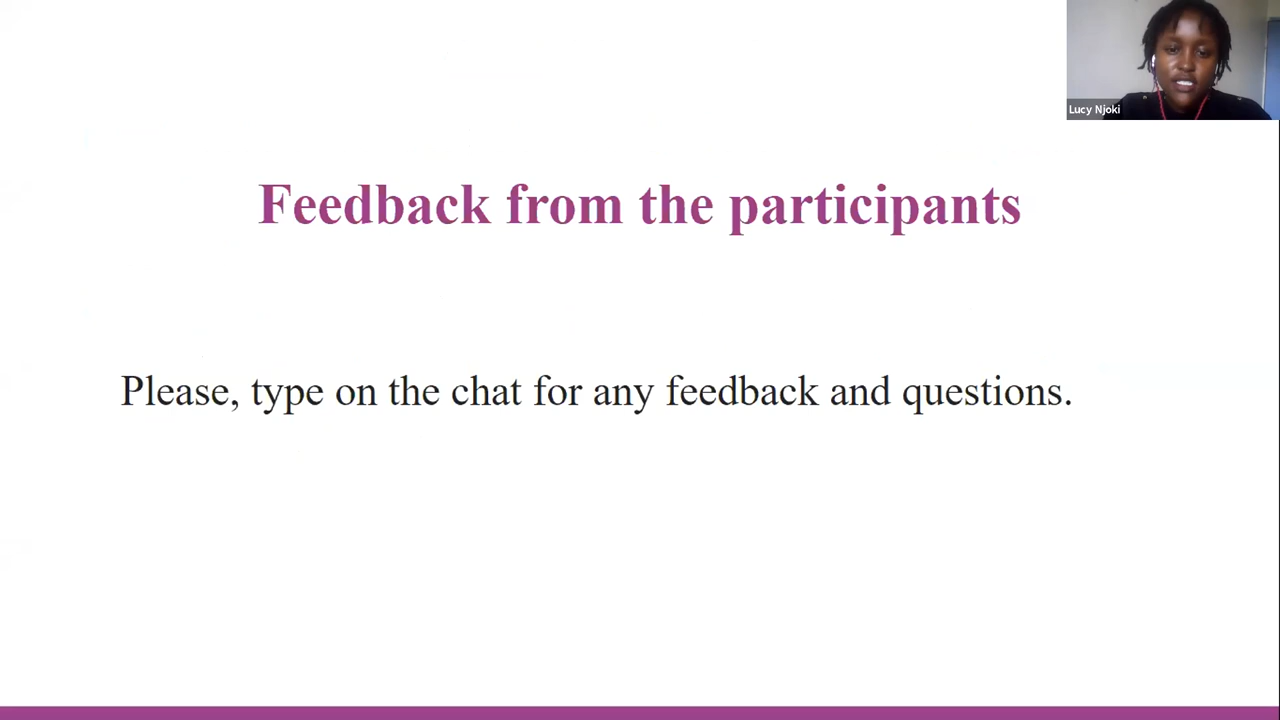 Lucy Njoki
Feedback from the participants
Please, type on the chat for any feedback and questions.